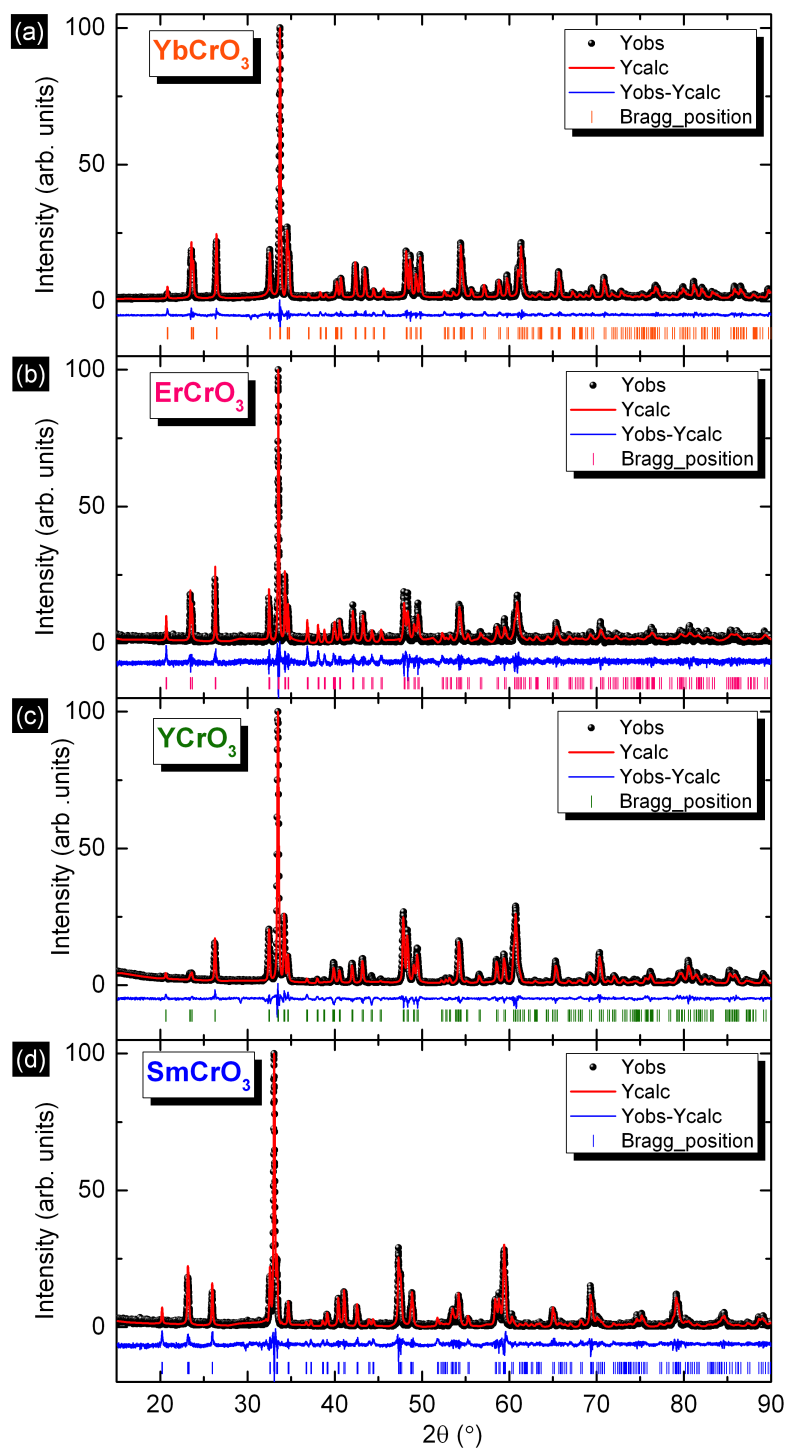 (a)
YbCrO₃
Yobs
Ycalc
Yobs-Ycalc
Bragg_position
100
50
0
Intensity (arb. units)
(b)
ErCrO₃
Yobs
Ycalc
Yobs-Ycalc
Bragg_position
100
50
0
Intensity (arb. units)
(c)
YCrO₃
Yobs
Ycalc
Yobs-Ycalc
Bragg_position
100
50
0
Intensity (arb .units)
(d)
SmCrO₃
Yobs
Ycalc
Yobs-Ycalc
Bragg_position
100
50
0
Intensity (arb. units)
20 30 40 50 60 70 80 90
2θ (°)